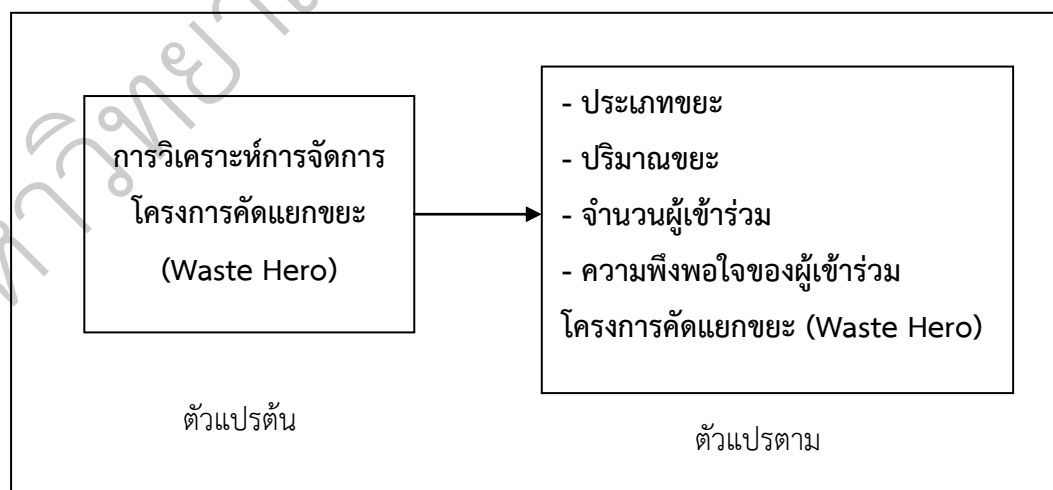 การวิเคราะห์การจัดการ
โครงการคัดแยกขยะ
(Waste Hero)
- ประเภทขยะ
- ปริมาณขยะ
- จำนวนผู้เข้าร่วม
- ความพึงพอใจของผู้เข้าร่วม
โครงการคัดแยกขยะ (Waste Hero)
ตัวแปรต้น
ตัวแปรตาม